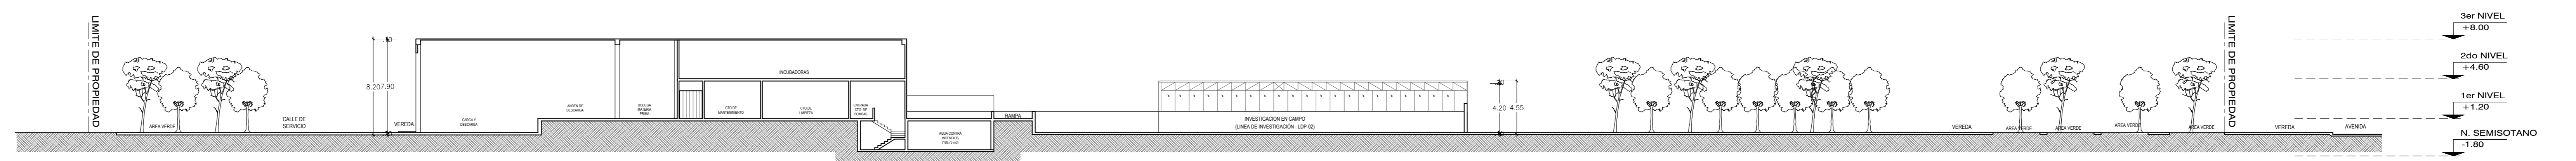 LIMITE DE PROPIEDAD
AREA VERDE
CALLE DE
SERVICIO
VEREDA
8.20
7.90
CARGA Y
DESCARGA
ANDEN DE
DESCARGA
BODEGA
MATERIA
PRIMA
INCUBADORAS
CTO.DE
MANTENIMIENTO
CTO.DE
LIMPIEZA
ENTRADA
CTO. DE
BOMBAS
AGUA CONTRA
INCENDIOS
RAMPA
INVESTIGACION EN CAMPO
(LINEA DE INVESTIGACIÓN - LDP-02)
4.20
4.55
VEREDA
AREA VERDE
AREA VERDE
AREA VERDE
AREA VERDE
LIMITE DE PROPIEDAD
VEREDA
AVENIDA
3er NIVEL
+8.00
2do NIVEL
+4.60
1er NIVEL
+1.20
N. SEMISOTANO
-1.80